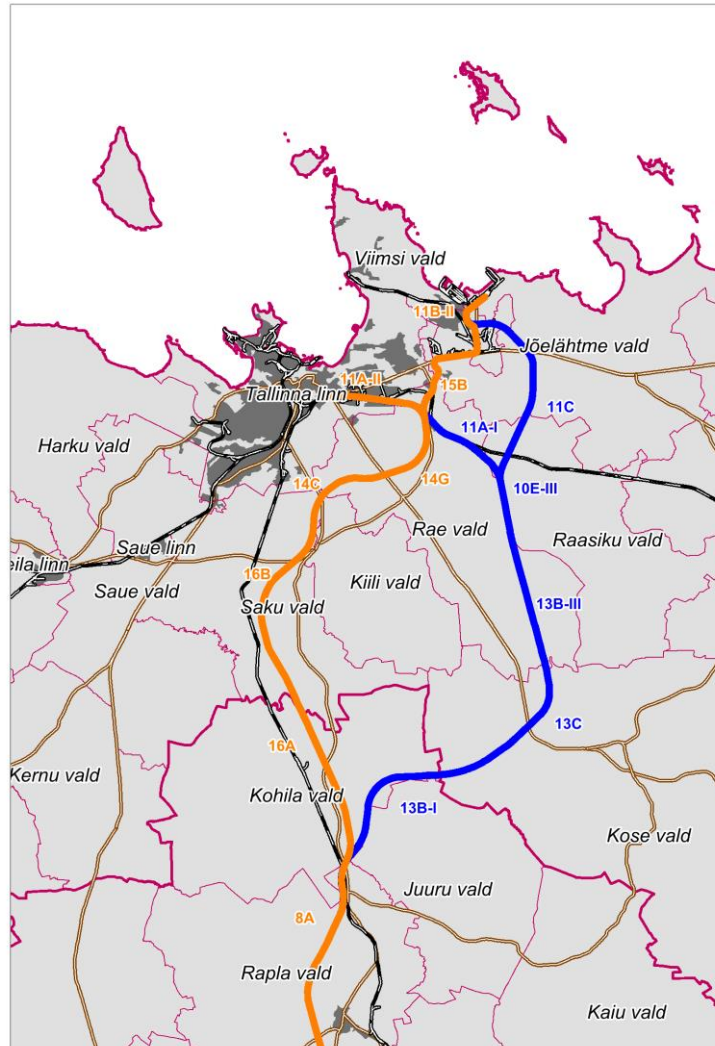 Viimsi vald
11B-II
Jõelähtme vald
11A-II
15B
Tallinna linn
11C
11A-I
Harku vald
14C
14G
10E-III
Rae vald
Raasiku vald
Saue linn
eila linn
16B
Kiili vald
Saue vald
Saku vald
13B-III
13C
16A
Kernu vald
Kohila vald
13B-I
Kose vald
Juuru vald
8A
Rapla vald
Kaiu vald